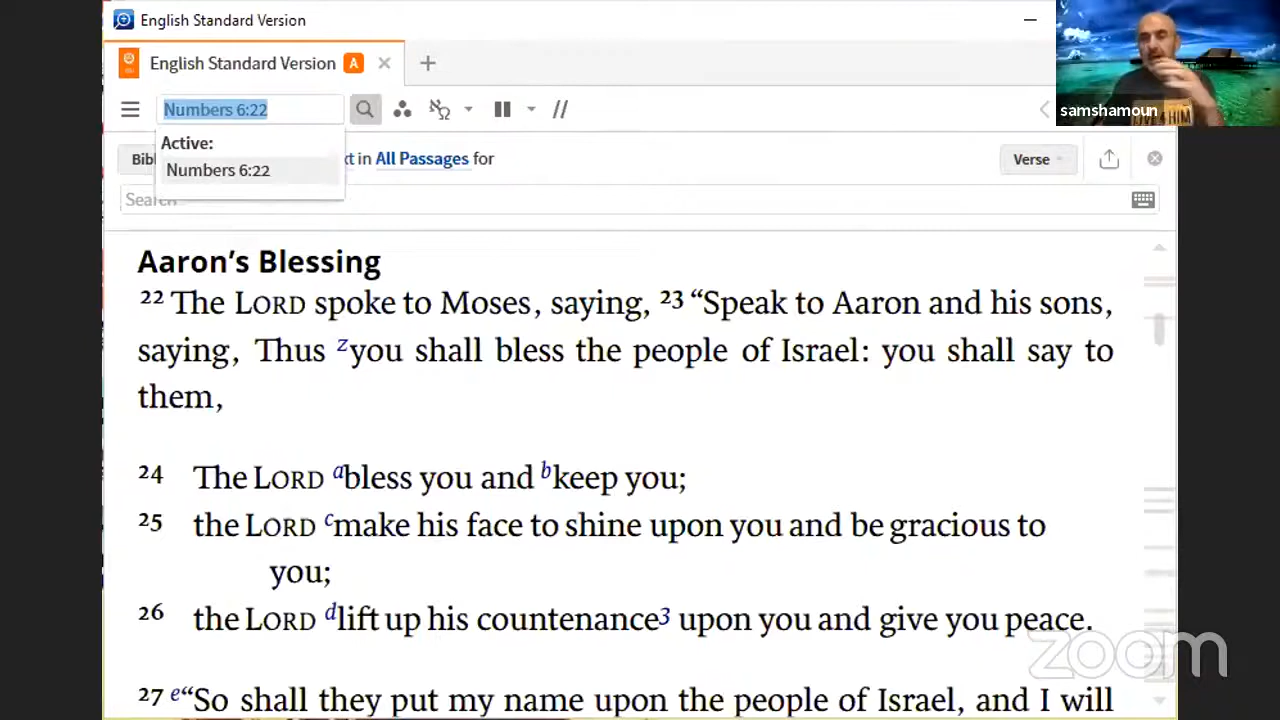 English Standard Version
English Standard Version A
Numbers 6:22
samshamoun
Active:
Numbers 6:22
Bibl
xt in All Passages for
Verse
Search
Aaron’s Blessing
22 The LORD spoke to Moses, saying, 23 “Speak to Aaron and his sons,
saying, Thus zyou shall bless the people of Israel: you shall say to
them,
24 The LORD abless you and bkeep you;
25 the LORD cmake his face to shine upon you and be gracious to
you;
26 the LORD dlift up his countenance3 upon you and give you peace.
zoom
27 e“So shall they put my name upon the people of Israel, and I will